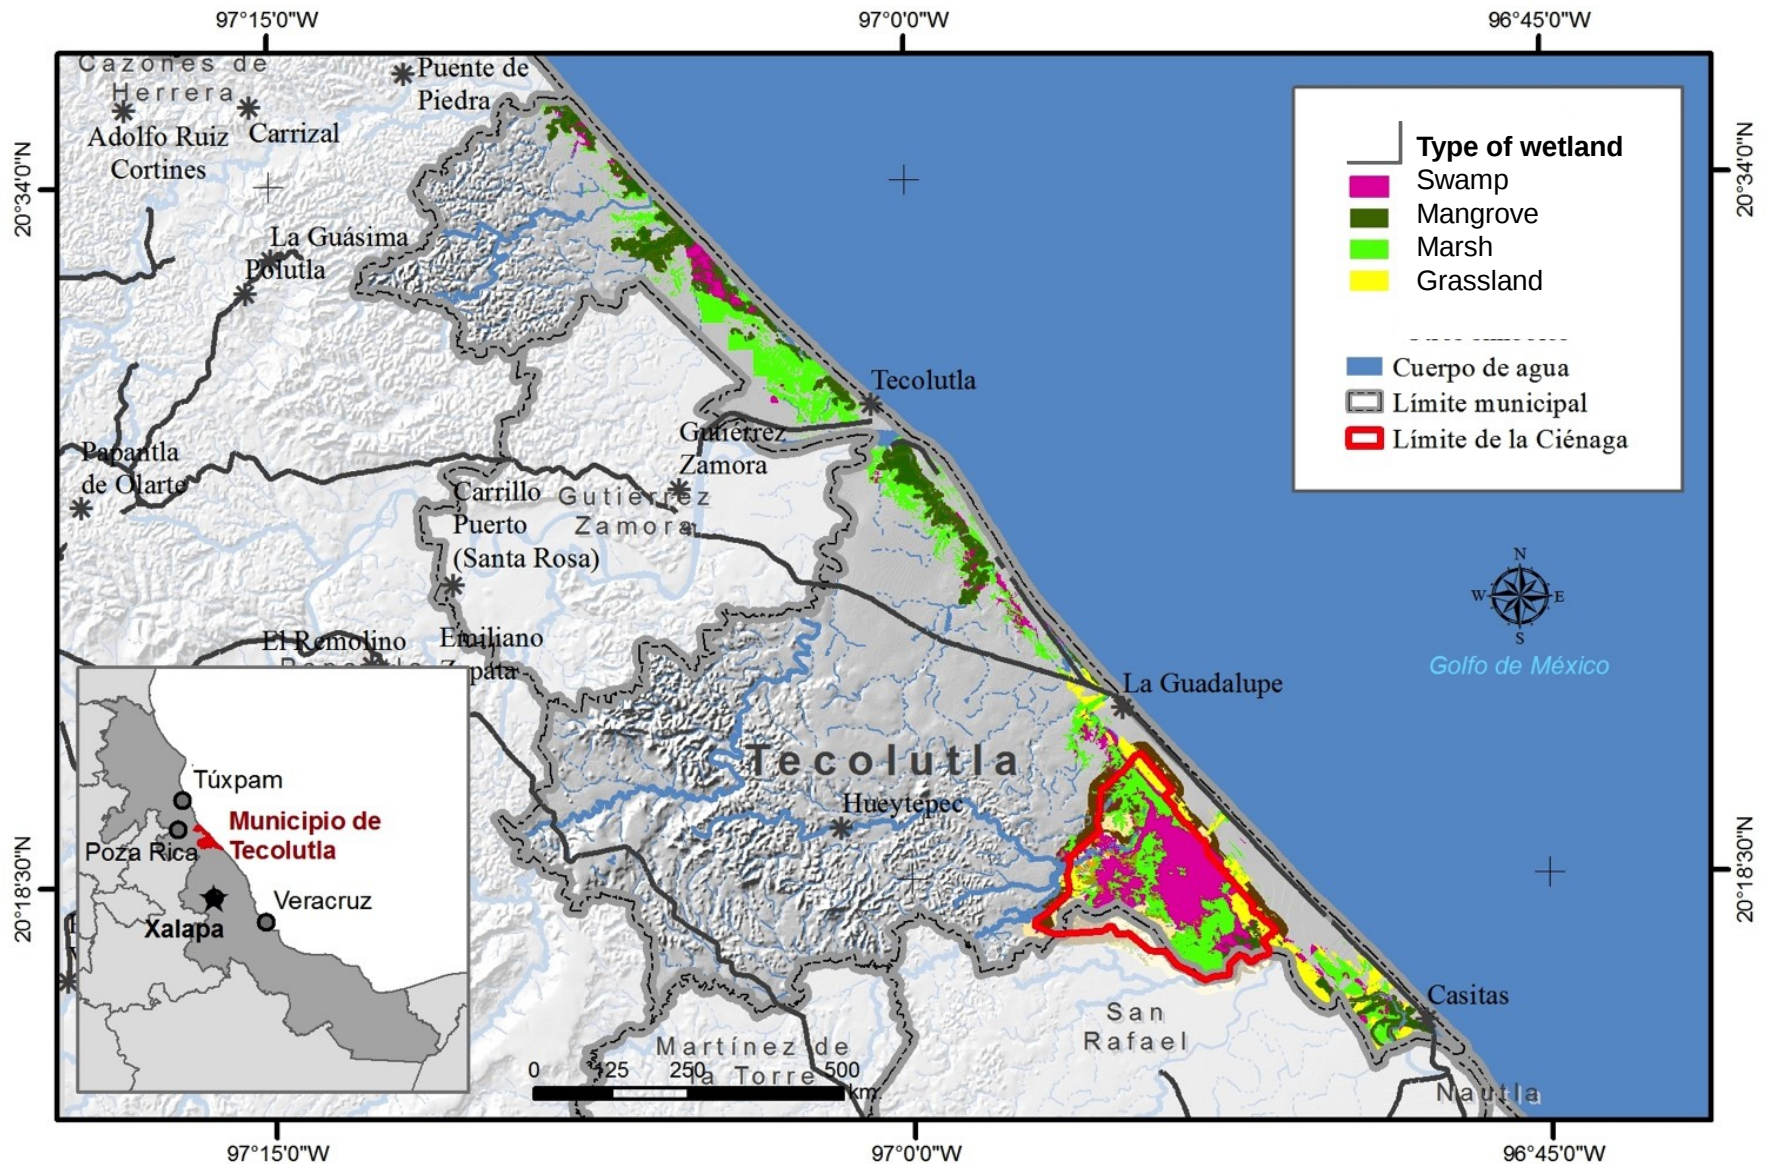 97°15'0"W
97°0'0"W
96°45'0"W
Cazones de
Herrera
Puente de
Piedra
Adolfo Ruiz
Cortines
Carrizal
20°34'0"N
20°34'0"N
La Guásima
Polutla
Tecolutla
Papantla
de Olarte
Gutiérrez
Zamora
Carrillo
Puerto
(Santa Rosa)
Gutiérrez
Zamora
El Remolino
Emiliano
Zapata
La Guadalupe
Tecolutla
Hueytepec
20°18'30"N
20°18'30"N
Casitas
San
Rafael
Martínez de
la Torre
Nautla
0
125
250
500
km.
97°15'0"W
97°0'0"W
96°45'0"W
Type of wetland
Swamp
Mangrove
Marsh
Grassland
Cuerpo de agua
Límite municipal
Límite de la Ciénaga
N
W
E
S
Golfo de México
Túxpam
Municipio de
Tecolutla
Poza Rica
Veracruz
Xalapa